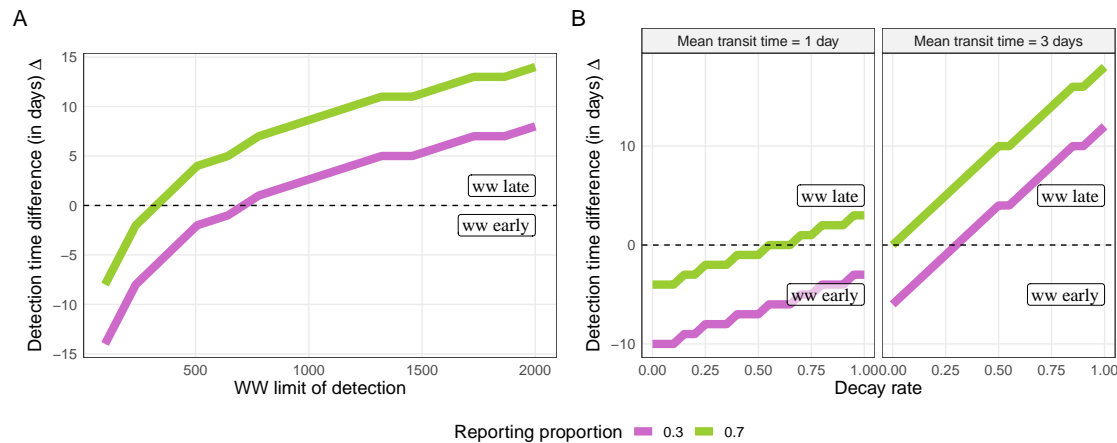 A
Detection time difference (in days) Δ
15
10
5
0
−5
−10
−15
ww late
ww early
500
1000
1500
2000
WW limit of detection
B
Mean transit time = 1 day
Mean transit time = 3 days
Detection time difference (in days) Δ
10
0
−10
ww late
ww early
ww late
ww early
0.00
0.25
0.50
0.75
1.00
0.00
0.25
0.50
0.75
1.00
Decay rate
Reporting proportion 0.3 0.7